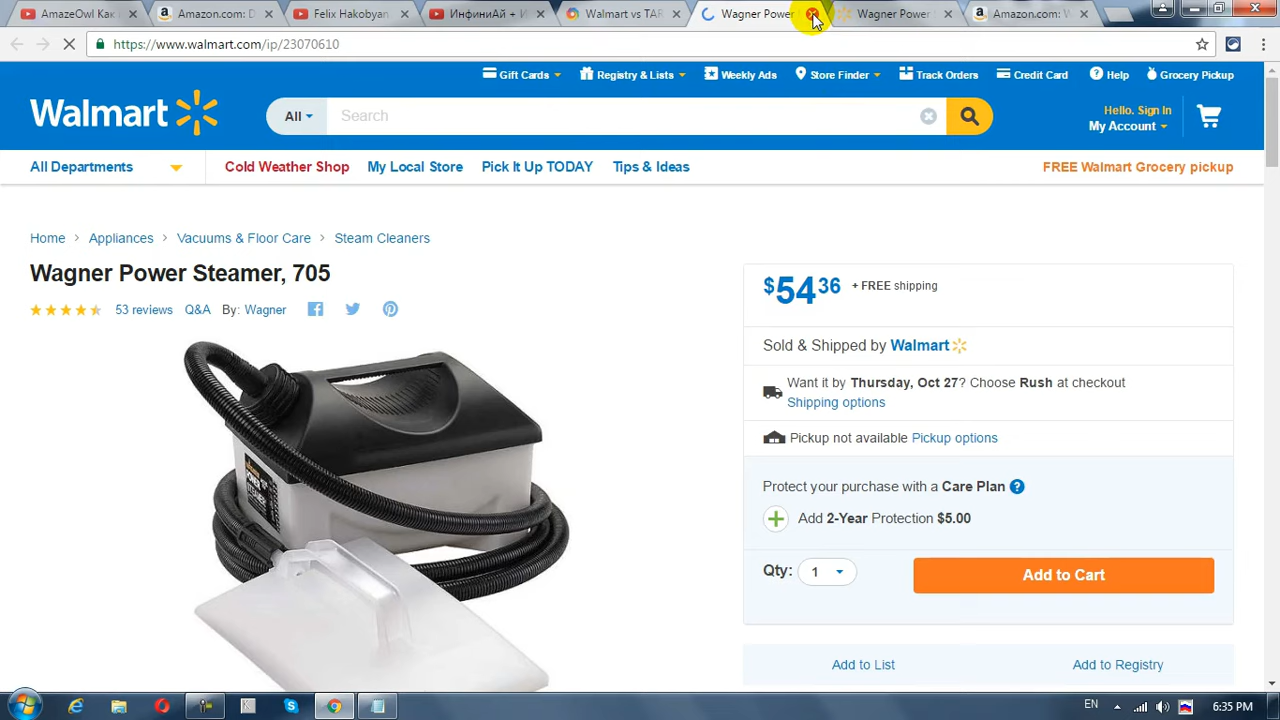 AmazeOwl Как и
Amazon.com: D
Felix Hakobyan
ИнфиниАй + И
Walmart vs TAR
Wagner Power
Wagner Power
Amazon.com: W
https://www.walmart.com/ip/23070610
Gift Cards
Registry & Lists
Weekly Ads
Store Finder
Track Orders
Credit Card
Help
Grocery Pickup
Walmart
All
Search
Hello. Sign In
My Account
All Departments
Cold Weather Shop
My Local Store
Pick It Up TODAY
Tips & Ideas
FREE Walmart Grocery pickup
Home > Appliances > Vacuums & Floor Care > Steam Cleaners
Wagner Power Steamer, 705
53 reviews Q&A By: Wagner
$54 36 + FREE shipping
Sold & Shipped by Walmart
Want it by Thursday, Oct 27? Choose Rush at checkout
Shipping options
Pickup not available Pickup options
Protect your purchase with a Care Plan ?
Add 2-Year Protection $5.00
Qty: 1
Add to Cart
Add to List
Add to Registry
EN
6:35 PM